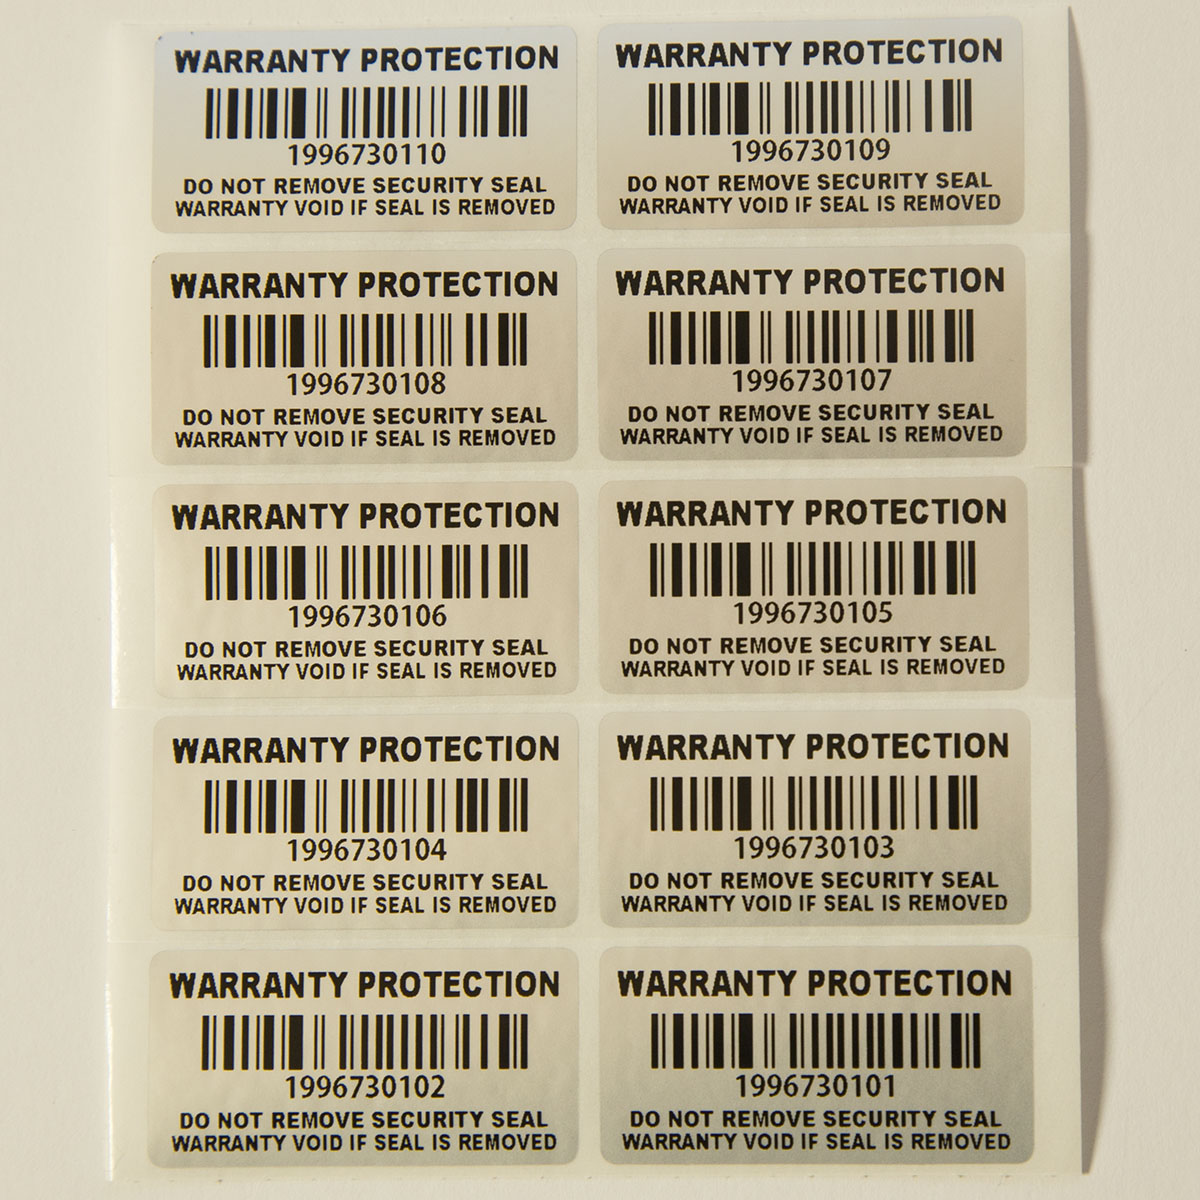 WARRANTY PROTECTION
1996730110
DO NOT REMOVE SECURITY SEAL
WARRANTY VOID IF SEAL IS REMOVED
WARRANTY PROTECTION
1996730109
DO NOT REMOVE SECURITY SEAL
WARRANTY VOID IF SEAL IS REMOVED
WARRANTY PROTECTION
1996730108
DO NOT REMOVE SECURITY SEAL
WARRANTY VOID IF SEAL IS REMOVED
WARRANTY PROTECTION
1996730107
DO NOT REMOVE SECURITY SEAL
WARRANTY VOID IF SEAL IS REMOVED
WARRANTY PROTECTION
1996730106
DO NOT REMOVE SECURITY SEAL
WARRANTY VOID IF SEAL IS REMOVED
WARRANTY PROTECTION
1996730105
DO NOT REMOVE SECURITY SEAL
WARRANTY VOID IF SEAL IS REMOVED
WARRANTY PROTECTION
1996730104
DO NOT REMOVE SECURITY SEAL
WARRANTY VOID IF SEAL IS REMOVED
WARRANTY PROTECTION
1996730103
DO NOT REMOVE SECURITY SEAL
WARRANTY VOID IF SEAL IS REMOVED
WARRANTY PROTECTION
1996730102
DO NOT REMOVE SECURITY SEAL
WARRANTY VOID IF SEAL IS REMOVED
WARRANTY PROTECTION
1996730101
DO NOT REMOVE SECURITY SEAL
WARRANTY VOID IF SEAL IS REMOVED